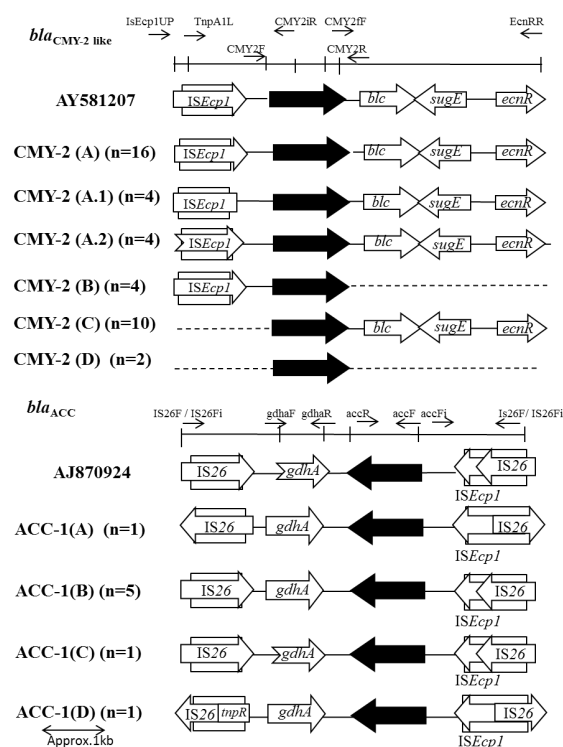 IsEcp1UP TnpA1L CMY2iR CMY2fF EcnRR
bla CMY-2 like
CMY2F CMY2R
AY581207 ISEcp1 blc sugE ecnR
CMY-2 (A) (n=16) ISEcp1 blc sugE ecnR
CMY-2 (A.1) (n=4) ISEcp1 blc sugE ecnR
CMY-2 (A.2) (n=4) ISEcp1 blc sugE ecnR
CMY-2 (B) (n=4) ISEcp1
CMY-2 (C) (n=10) blc sugE ecnR
CMY-2 (D) (n=2)
bla ACC
IS26F / IS26Fi gdhaF gdhaR accR accF accFi Is26F/ IS26Fi
AJ870924 IS26 gdhA IS26
ISEcp1
ACC-1(A) (n=1) IS26 gdhA IS26
ISEcp1
ACC-1(B) (n=5) IS26 gdhA IS26
ISEcp1
ACC-1(C) (n=1) IS26 gdhA IS26
ISEcp1
ACC-1(D) (n=1) IS26 tnpR gdhA IS26
ISEcp1
Approx.1kb